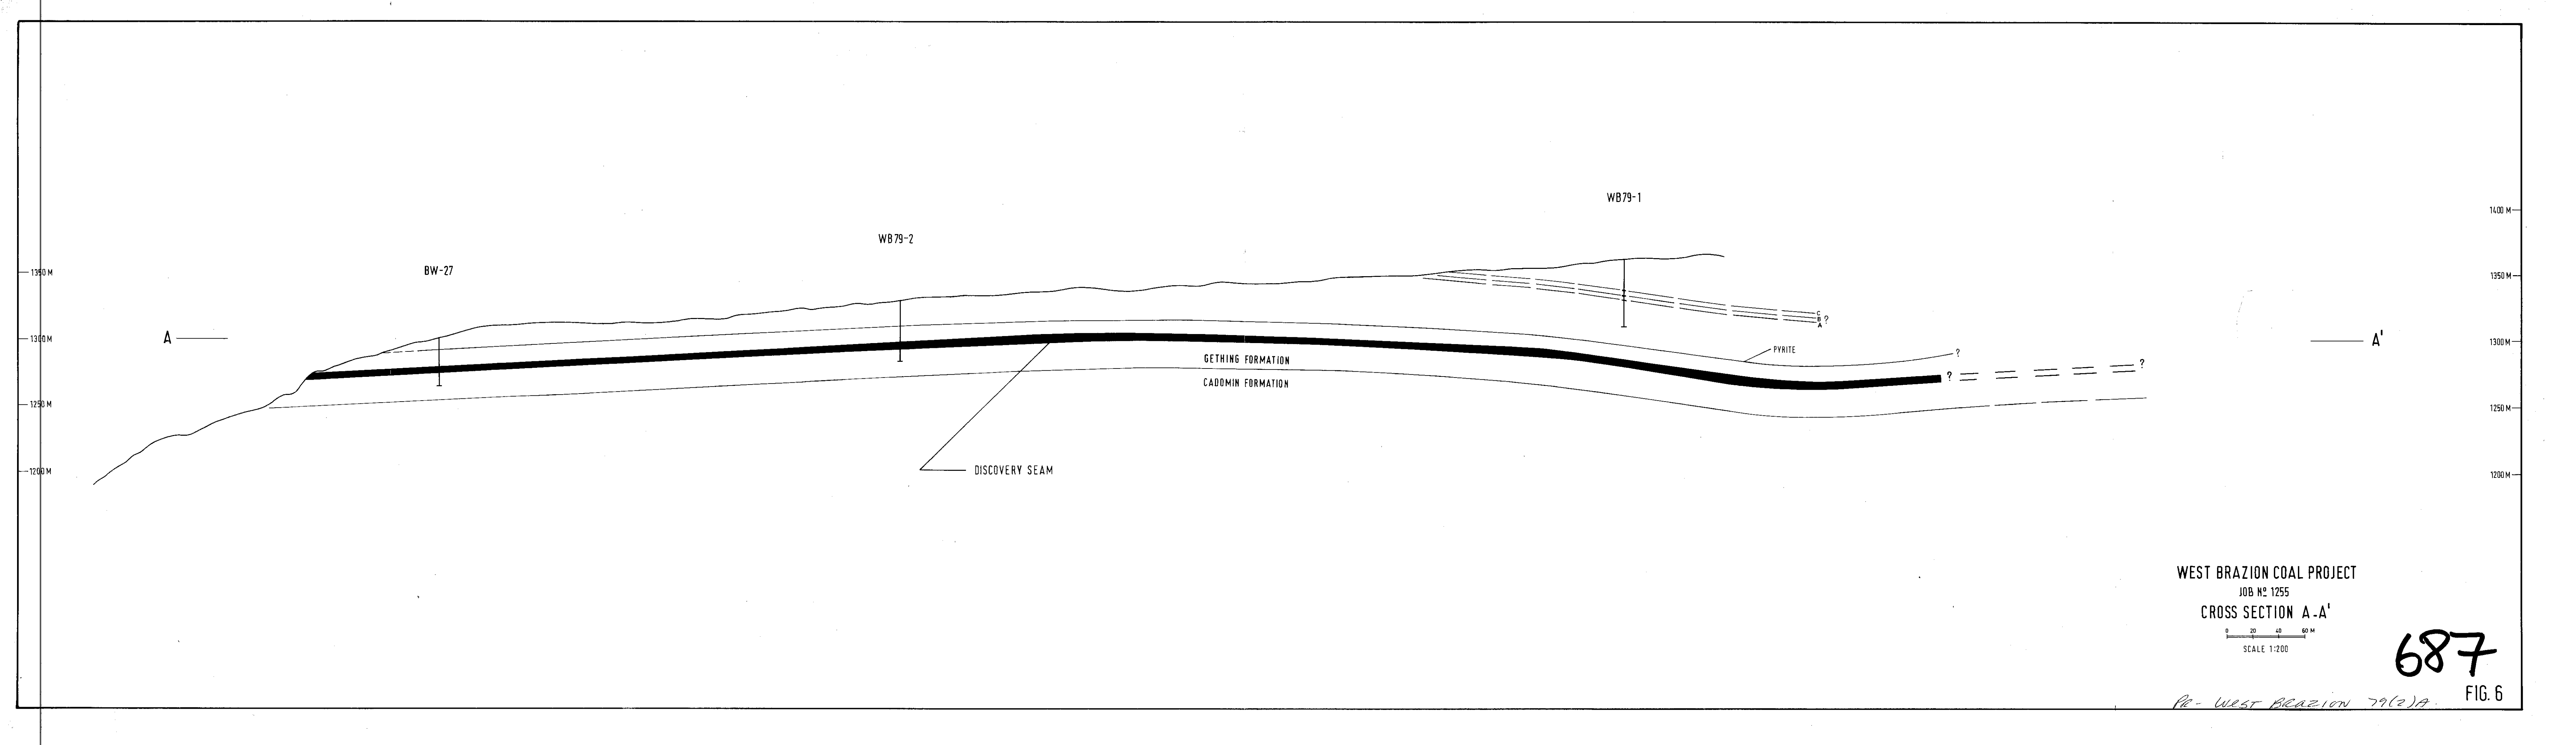 WB79-1
1400 M
WB79-2
BW-27
1350 M
1350 M
C
B ?
A
A
1300 M
1300 M
A'
PYRITE
?
GETHING FORMATION
?
?
CADOMIN FORMATION
1250 M
1250 M
DISCOVERY SEAM
1200 M
1200 M
WEST BRAZION COAL PROJECT
JOB Nº 1255
CROSS SECTION A-A'
0 20 40 60 M
SCALE 1:200
687
FIG. 6
PR- WEST BRAZION 79(2)A.